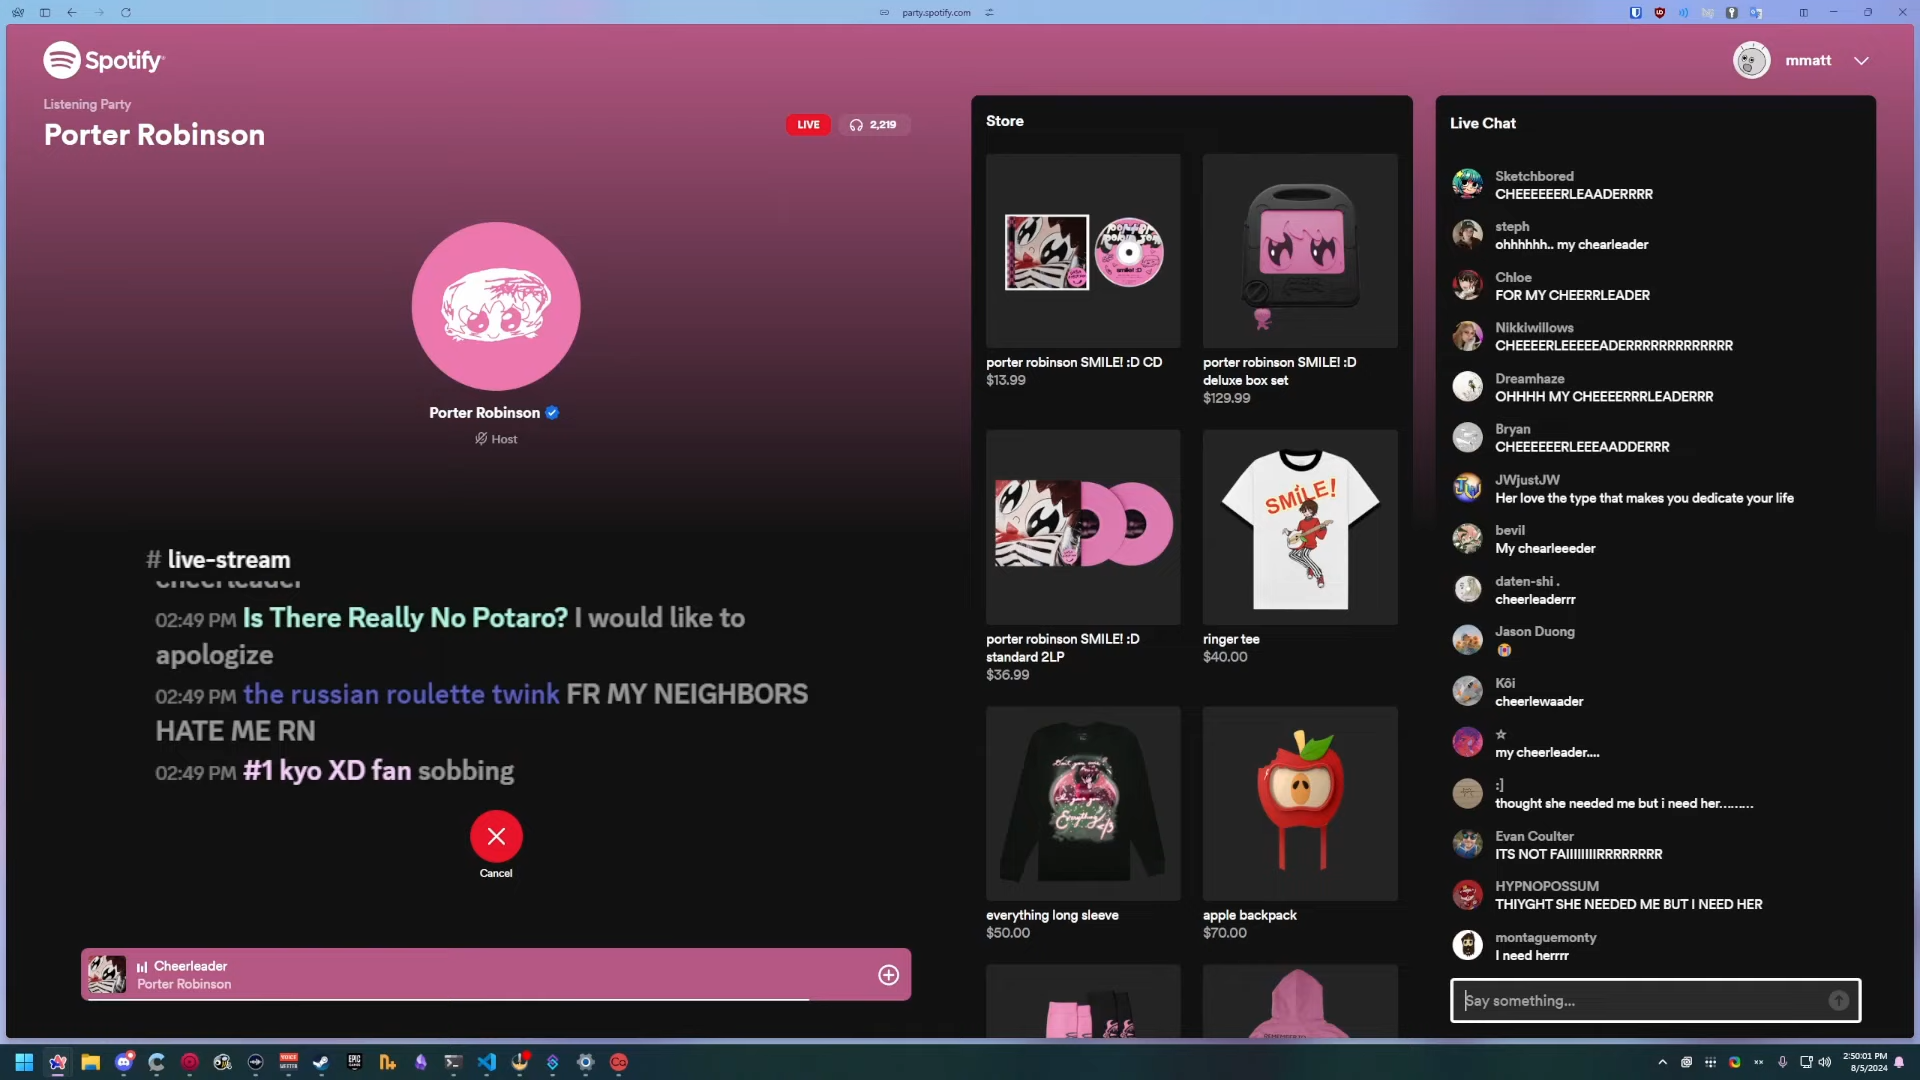 party.spotify.com
Spotify
mmatt
Listening Party
Porter Robinson
LIVE
2,219
Porter Robinson
Host
# live-stream
cheerleader
02:49 PM Is There Really No Potaro? I would like to
apologize
02:49 PM the russian roulette twink FR MY NEIGHBORS
HATE ME RN
02:49 PM #1 kyo XD fan sobbing
Cancel
Cheerleader
Porter Robinson
Store
porter robinson SMILE! :D CD
$13.99
porter robinson SMILE! :D
deluxe box set
$129.99
porter robinson SMILE! :D
standard 2LP
$36.99
SMiLE!
ringer tee
$40.00
everything long sleeve
$50.00
apple backpack
$70.00
Live Chat
Sketchbored
CHEEEEERLEAADERRRR
steph
ohhhhhh.. my chearleader
Chloe
FOR MY CHEERRLEADER
Nikkiwillows
CHEEEERLEEEEEADERRRRRRRRRRRRR
Dreamhaze
OHHHH MY CHEEEERRRLEADERRR
Bryan
CHEEEEEERLEEEAADDERRR
JWjustJW
Her love the type that makes you dedicate your life
bevil
My chearleeeder
daten-shi .
cheerleaderrr
Jason Duong
Kôi
cheerlewaader
☆
my cheerleader....
:]
thought she needed me but i need her.........
Evan Coulter
ITS NOT FAIIIIIIIIRRRRRRRR
HYPNOPOSSUM
THIYGHT SHE NEEDED ME BUT I NEED HER
montaguemonty
I need herrrr
Say something...
2:50:01 PM
8/5/2024